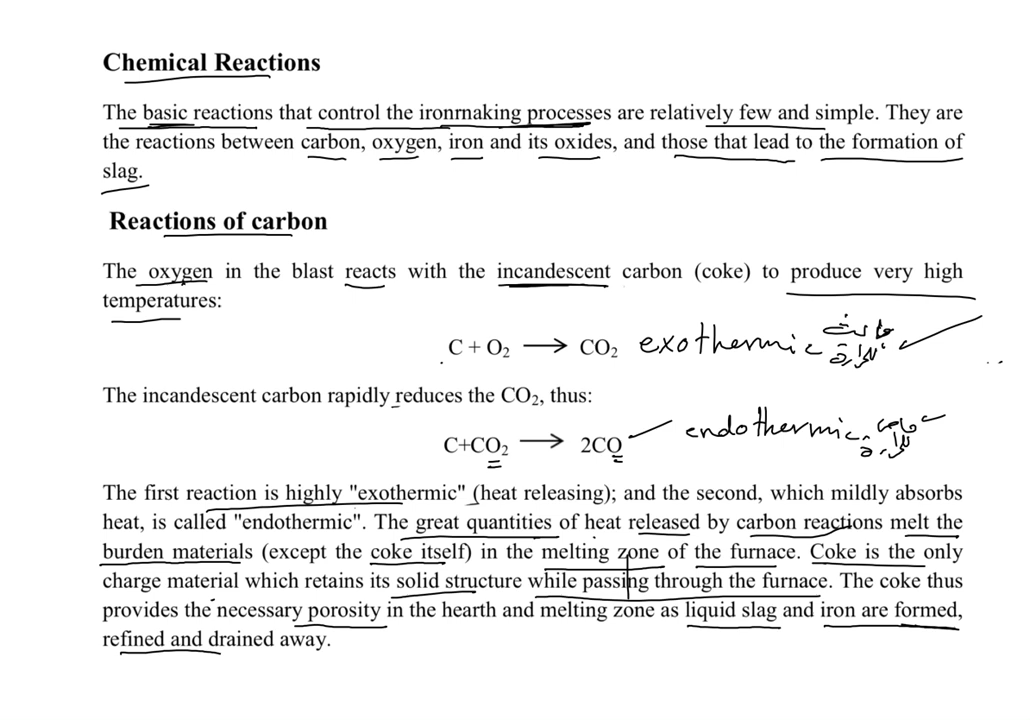 Chemical Reactions
The basic reactions that control the ironmaking processes are relatively few and simple. They are
the reactions between carbon, oxygen, iron and its oxides, and those that lead to the formation of
slag.
Reactions of carbon
The oxygen in the blast reacts with the incandescent carbon (coke) to produce very high
temperatures:
C + O₂ → CO₂ exothermic
للحرارة
The incandescent carbon rapidly reduces the CO₂, thus:
C+CO₂ → 2CO endothermic
للحرارة
The first reaction is highly "exothermic" (heat releasing); and the second, which mildly absorbs
heat, is called "endothermic". The great quantities of heat released by carbon reactions melt the
burden materials (except the coke itself) in the melting zone of the furnace. Coke is the only
charge material which retains its solid structure while passing through the furnace. The coke thus
provides the necessary porosity in the hearth and melting zone as liquid slag and iron are formed,
refined and drained away.